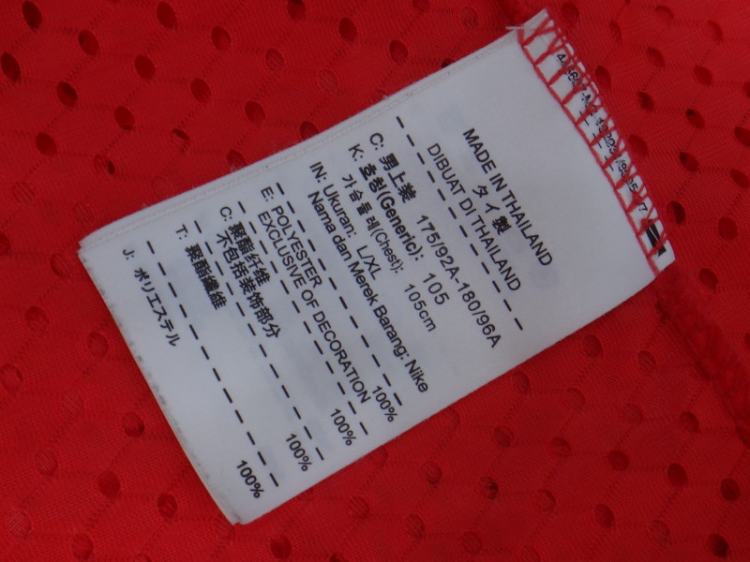 MADE IN THAILAND
タイ製
DIBUAT DI THAILAND
C: 男上装 175/92A-180/96A
K: 호칭(Generic): 105
가슴둘레(Chest): 105cm
IN: Ukuran: L/XL
Nama dan Merek Barang: Nike
E: POLYESTER 100%
EXCLUSIVE OF DECORATION
C: 聚酯纤维 100%
不包括装饰部分
T: 聚酯纖維 100%
J: ポリエステル 100%